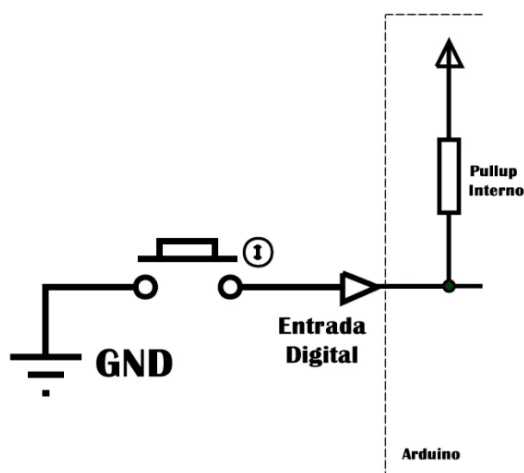 Pullup
Interno
I
GND
Entrada
Digital
Arduino